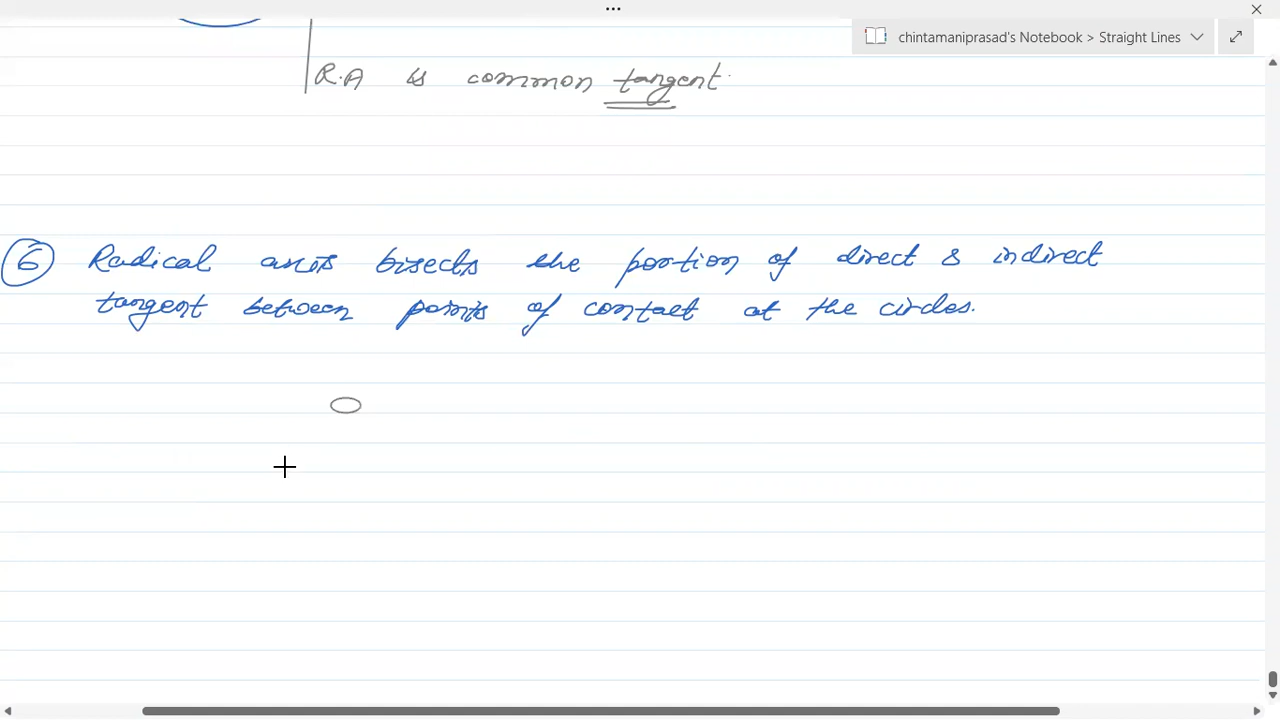 ...
chintamaniprasad's Notebook > Straight Lines
R.A is common tangent.
⑥ Radical axis bisects the portion of direct & indirect
tangent between points of contact at the circles.